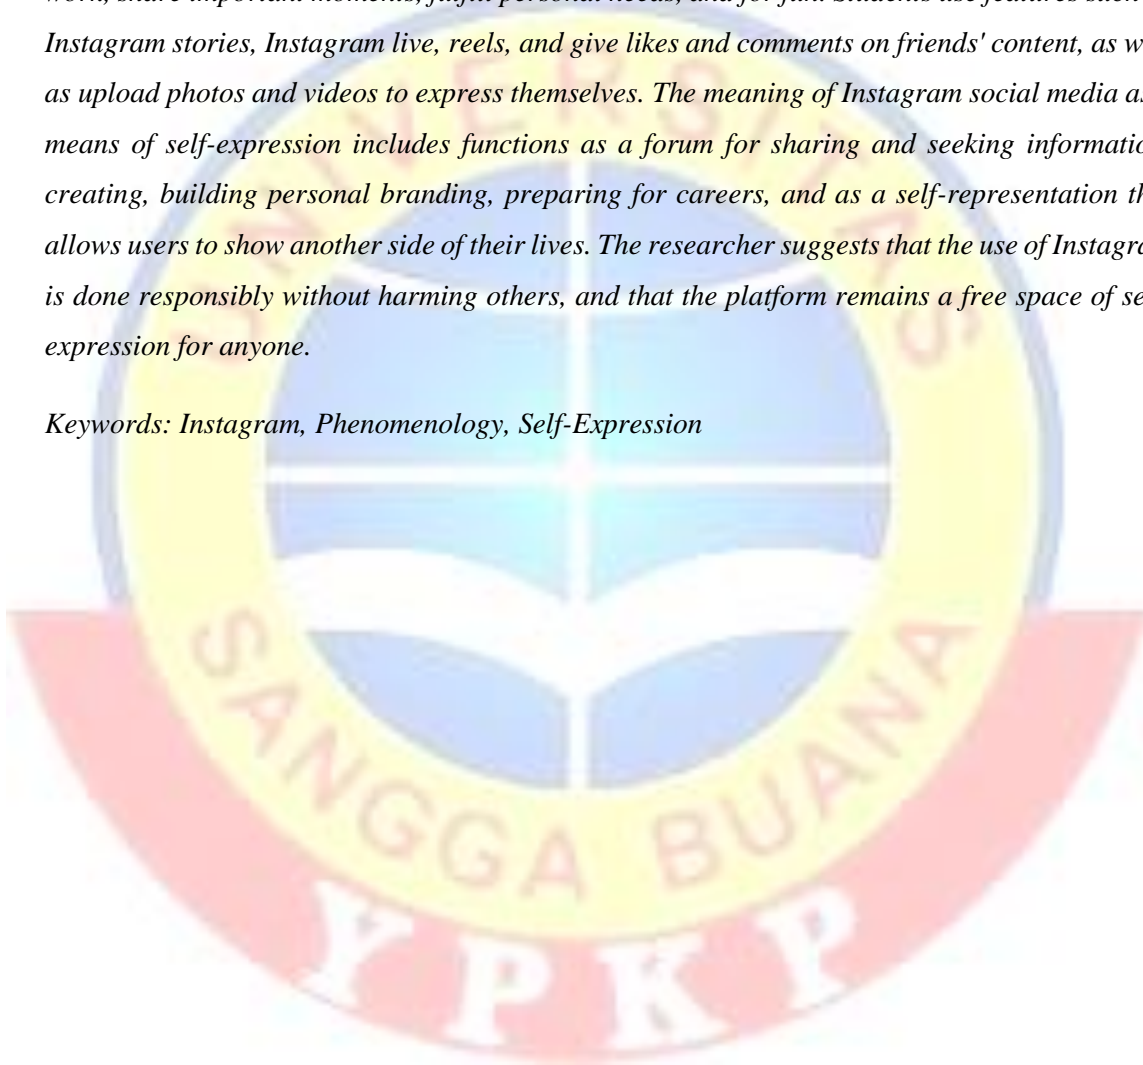 work, share important moments, fulfill personal needs, and for fun. Students use features such
Instagram stories, Instagram live, reels, and give likes and comments on friends' content, as w
as upload photos and videos to express themselves. The meaning of Instagram social media as
means of self-expression includes functions as a forum for sharing and seeking informatio
creating, building personal branding, preparing for careers, and as a self-representation th
allows users to show another side of their lives. The researcher suggests that the use of Instagra
is done responsibly without harming others, and that the platform remains a free space of se
expression for anyone.
Keywords: Instagram, Phenomenology, Self-Expression
UNIVERSITAS
SANGGA BUANA
YPKP